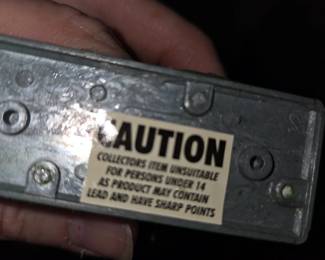 CAUTION
COLLECTORS ITEM UNSUITABLE
FOR PERSONS UNDER 14
AS PRODUCT MAY CONTAIN
LEAD AND HAVE SHARP POINTS